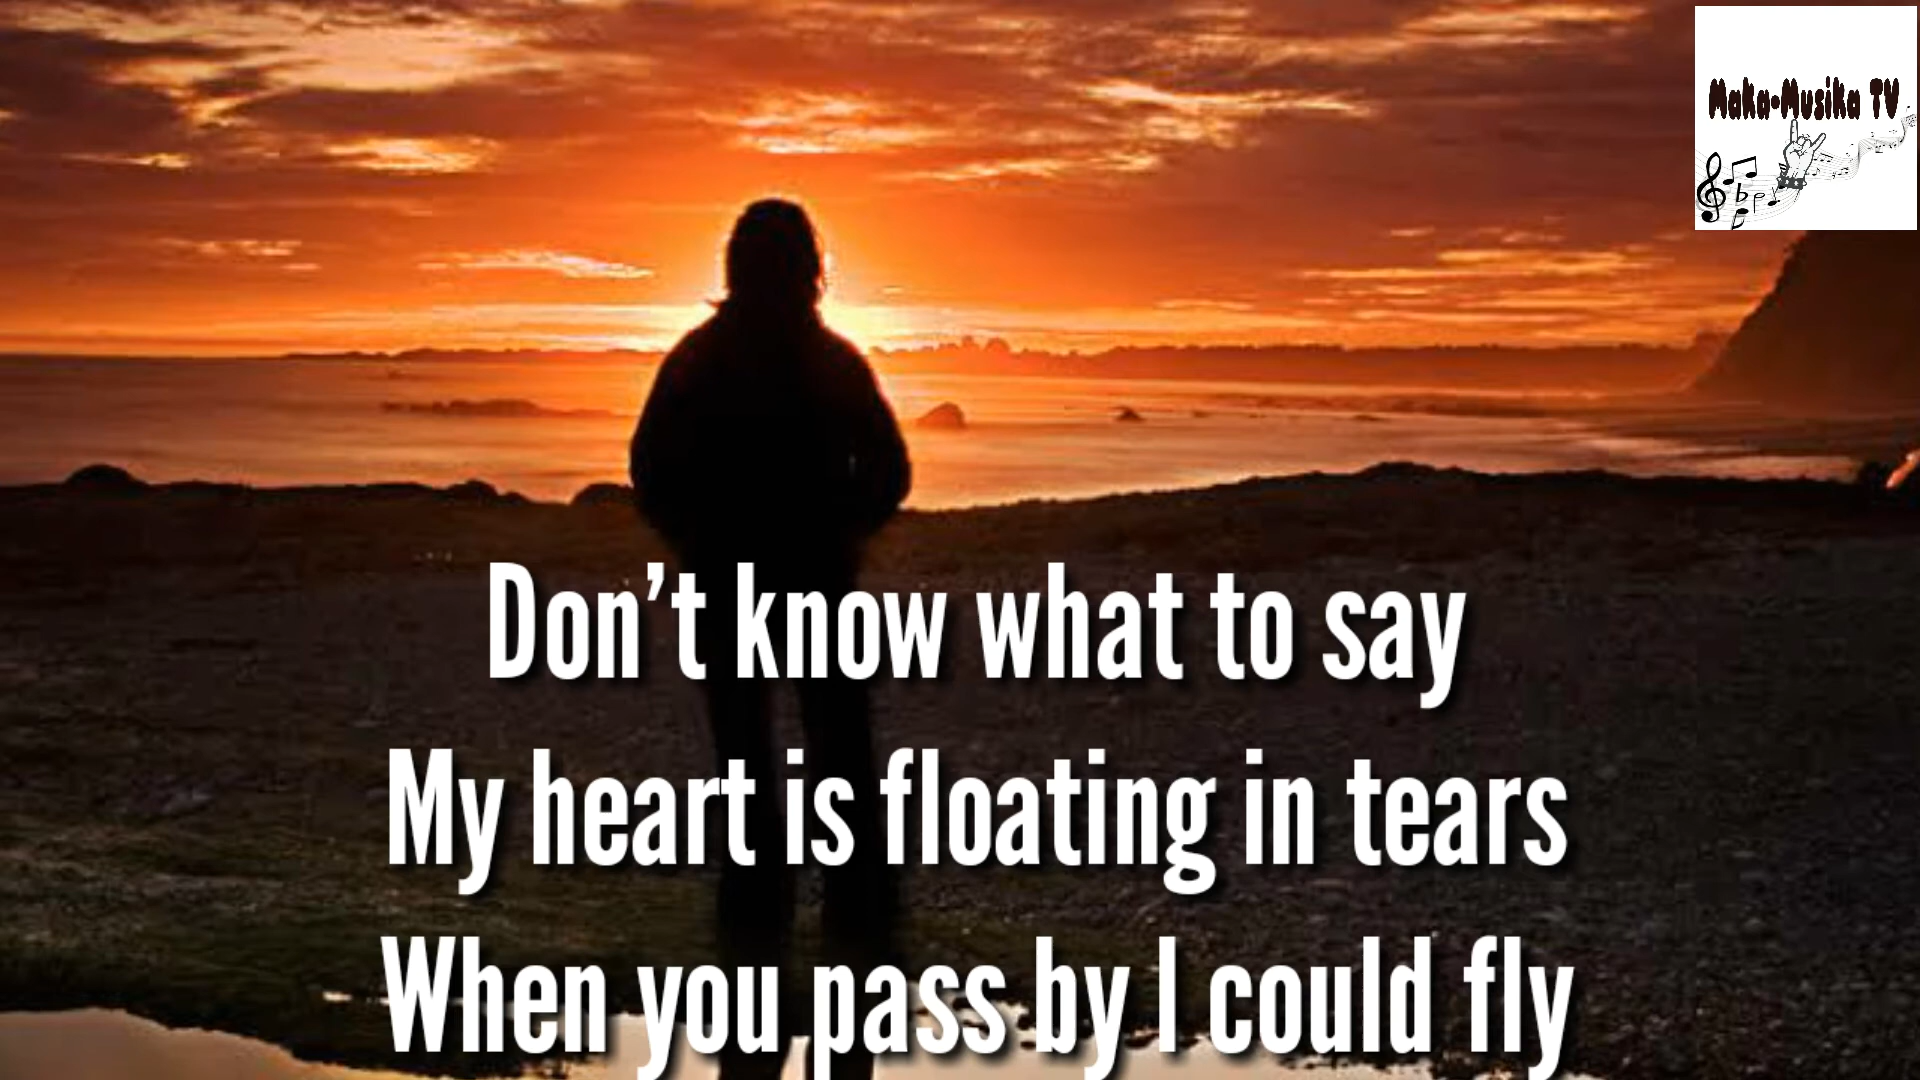 Maka-Musika TV
Don't know what to say
My heart is floating in tears
When you pass by I could fly